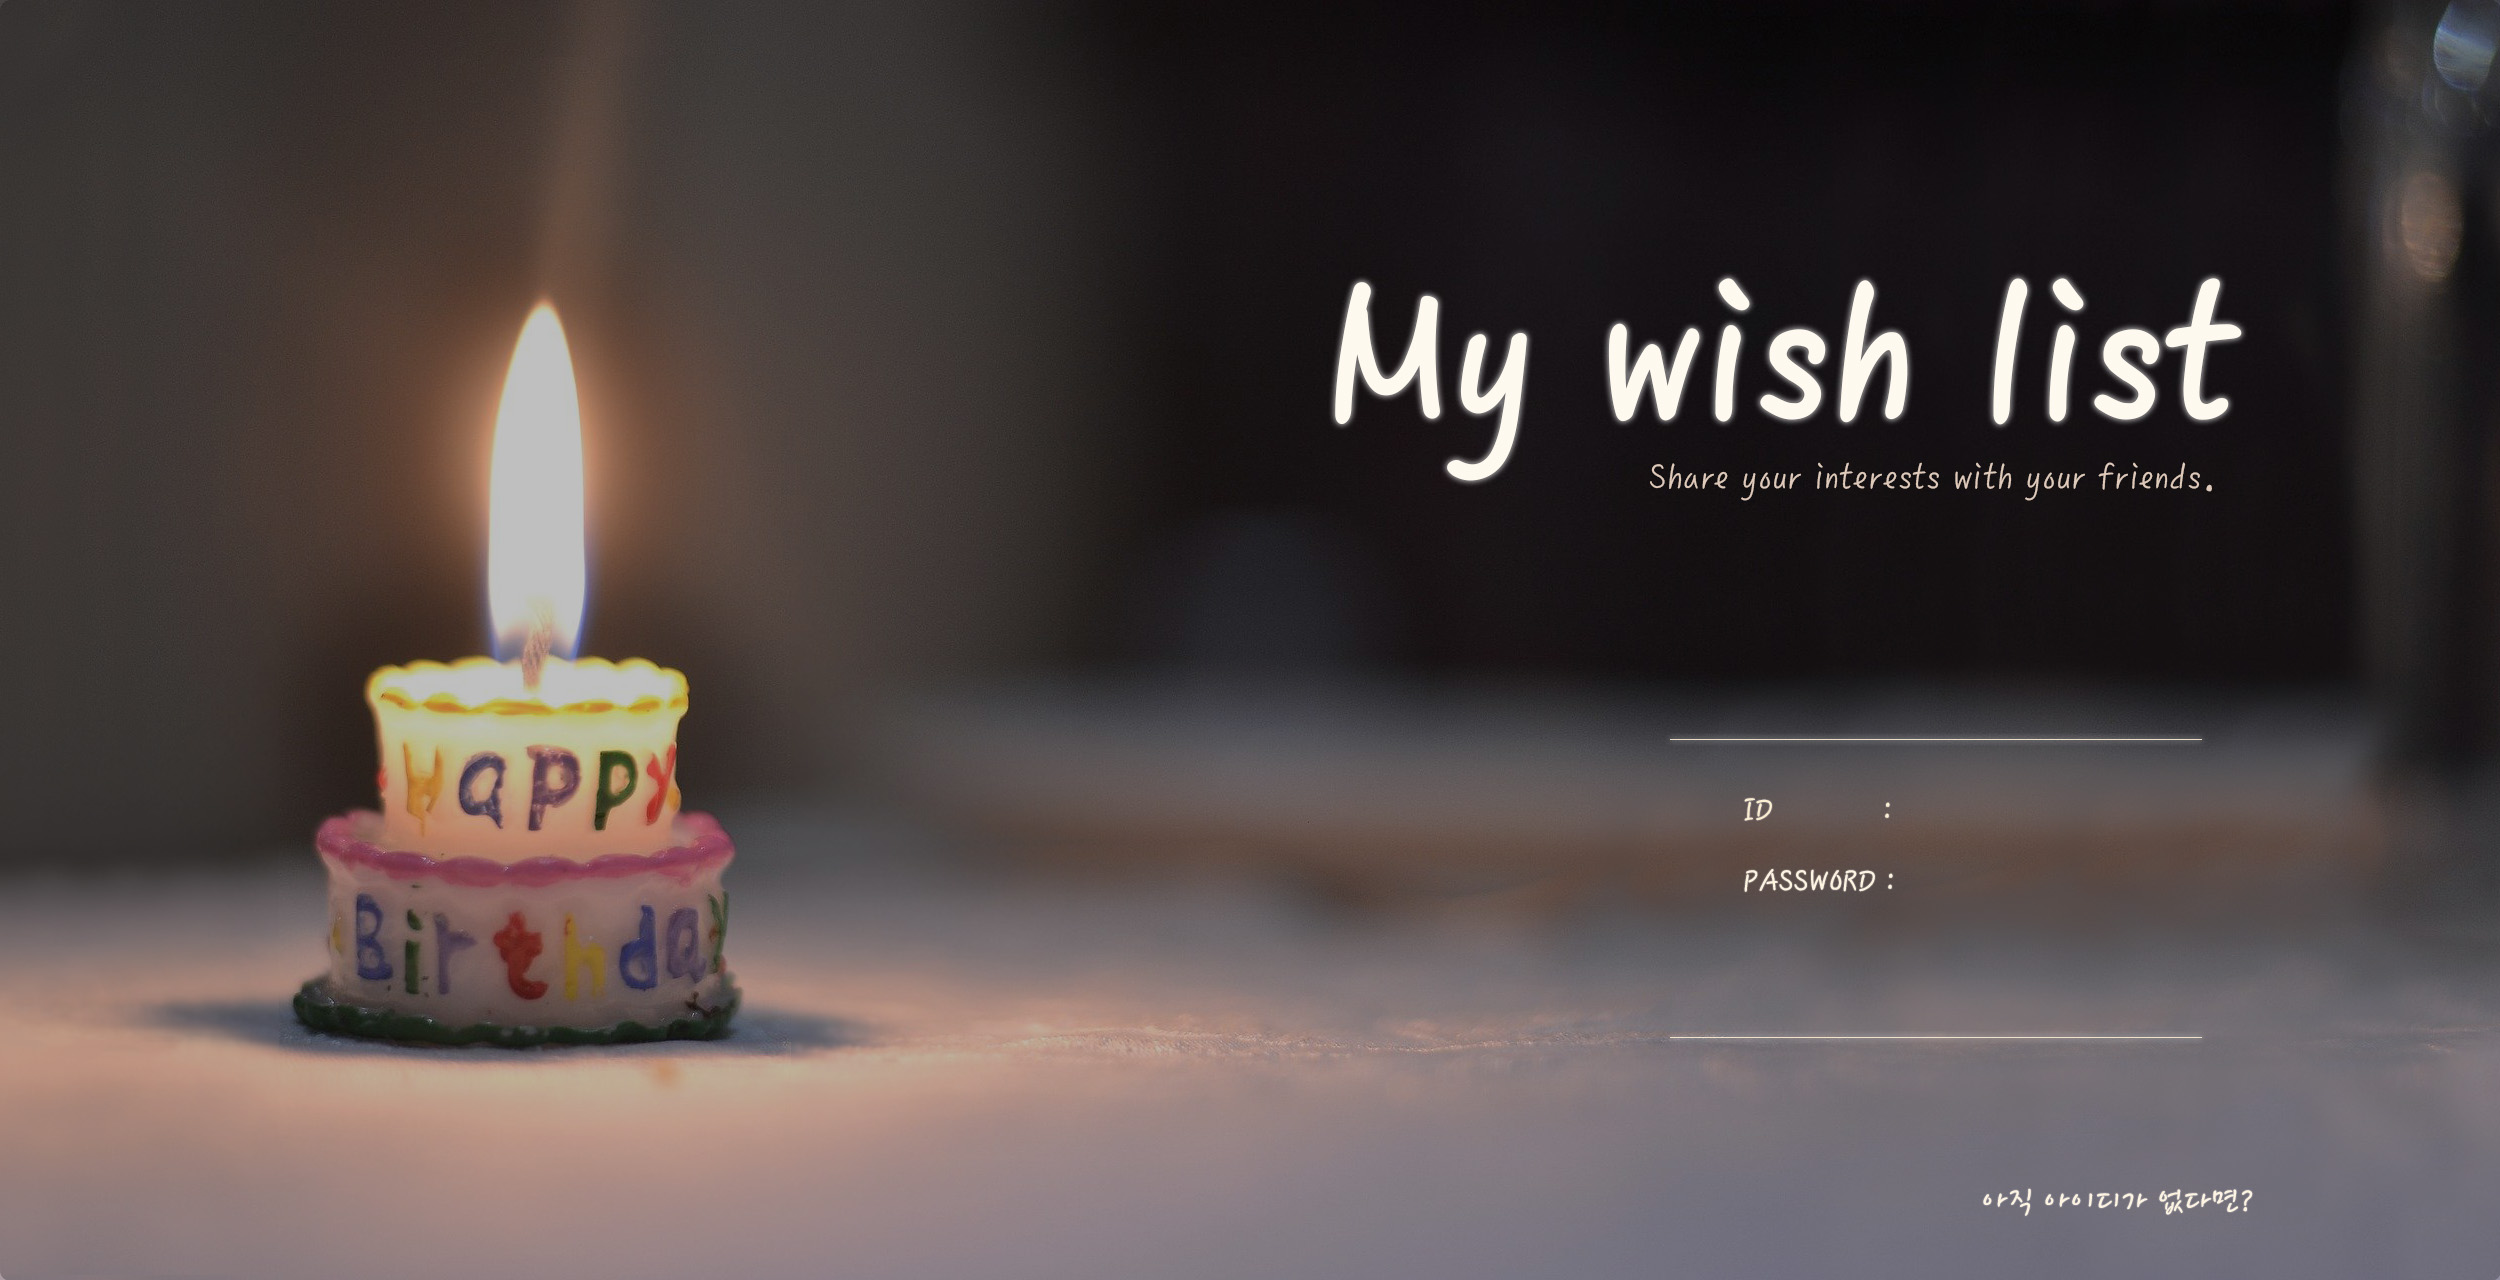 My wish list
Share your interests with your friends.
Happy
Birthday
ID :
PASSWORD :
아직 아이디가 없다면?